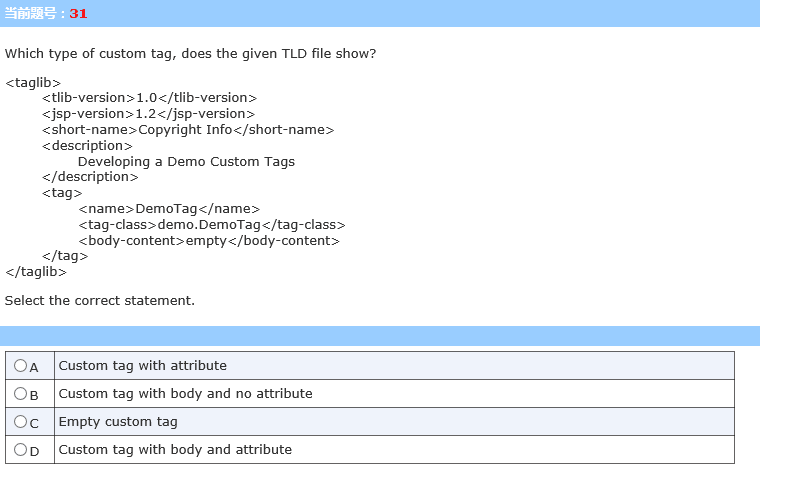 当前题号：31
Which type of custom tag, does the given TLD file show?
<taglib>
<tlib-version>1.0</tlib-version>
<jsp-version>1.2</jsp-version>
<short-name>Copyright Info</short-name>
<description>
Developing a Demo Custom Tags
</description>
<tag>
<name>DemoTag</name>
<tag-class>demo.DemoTag</tag-class>
<body-content>empty</body-content>
</tag>
</taglib>
Select the correct statement.
A Custom tag with attribute
B Custom tag with body and no attribute
C Empty custom tag
D Custom tag with body and attribute